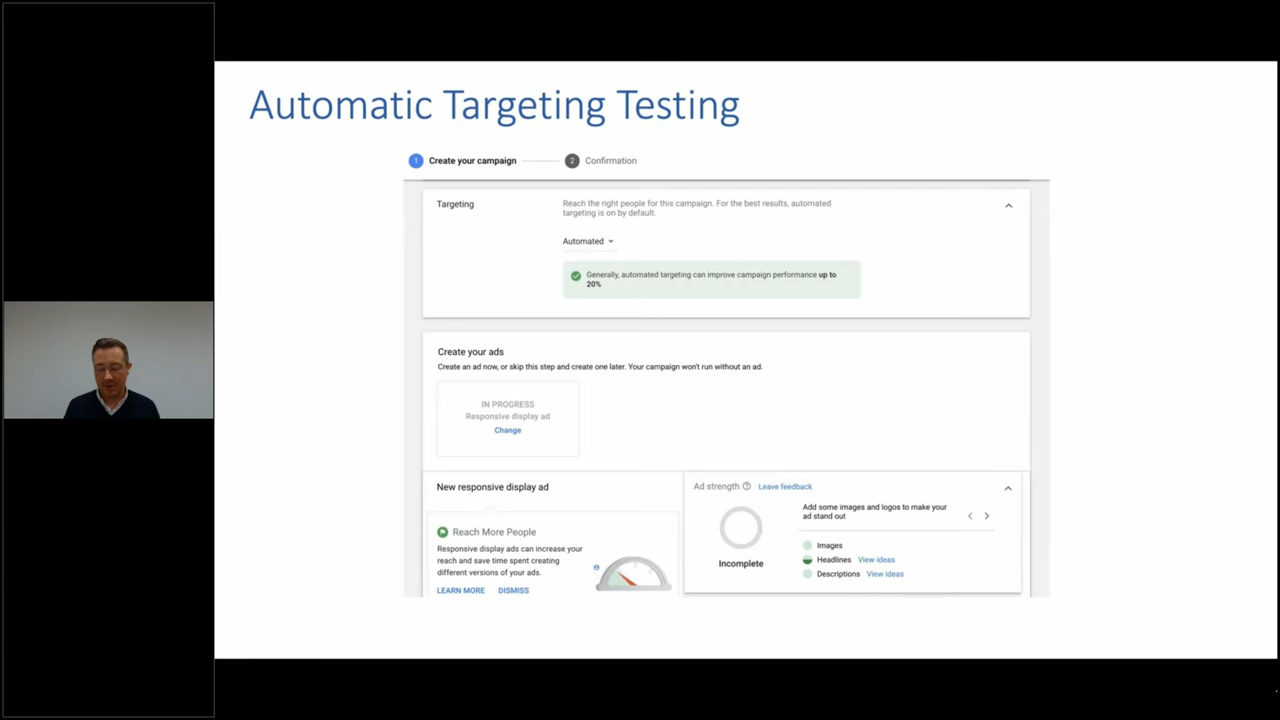 Automatic Targeting Testing
1 Create your campaign 2 Confirmation
Targeting
Reach the right people for this campaign. For the best results, automated
targeting is on by default.
Automated
Generally, automated targeting can improve campaign performance up to
20%
Create your ads
Create an ad now, or skip this step and create one later. Your campaign won't run without an ad.
IN PROGRESS
Responsive display ad
Change
New responsive display ad
Reach More People
Responsive display ads can increase your
reach and save time spent creating
different versions of your ads.
LEARN MORE DISMISS
Ad strength Leave feedback
Incomplete
Add some images and logos to make your
ad stand out
Images
Headlines View ideas
Descriptions View ideas